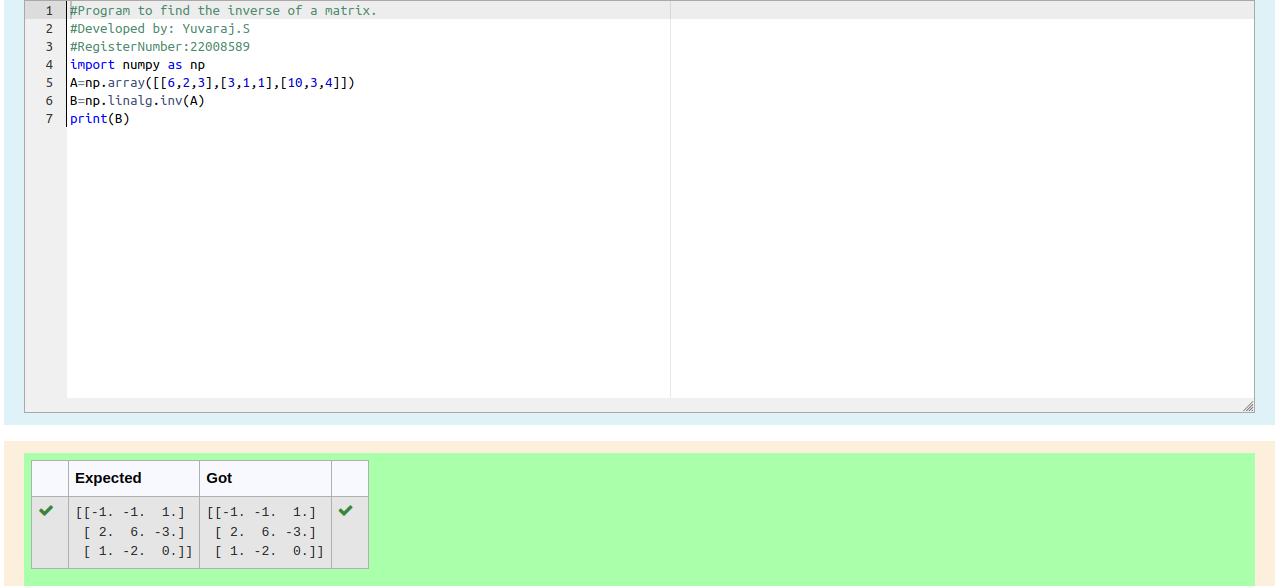 1 #Program to find the inverse of a matrix.
2 #Developed by: Yuvaraj.S
3 #RegisterNumber:22008589
4 import numpy as np
5 A=np.array([[6,2,3],[3,1,1],[10,3,4]])
6 B=np.linalg.inv(A)
7 print(B)
Expected Got
[[-1. -1.  1.] [[-1. -1.  1.]
[ 2.  6. -3.] [ 2.  6. -3.]
[ 1. -2.  0.]] [ 1. -2.  0.]]